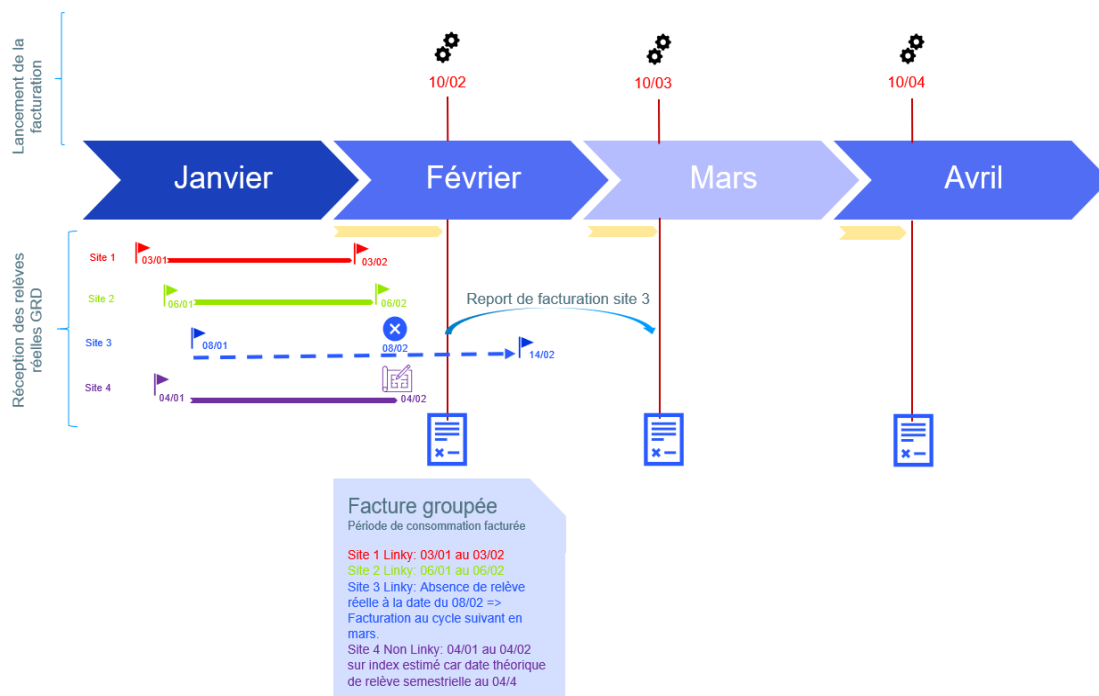 Lancement de la
facturation
10/02
10/03
10/04
Janvier
Février
Mars
Avril
Réception des relèves
réelles GRD
Site 1
03/01
03/02
Site 2
06/01
06/02
Report de facturation site 3
Site 3
08/01
08/02
14/02
Site 4
04/01
04/02
Facture groupée
Période de consommation facturée
Site 1 Linky: 03/01 au 03/02
Site 2 Linky: 06/01 au 06/02
Site 3 Linky: Absence de relève
réelle à la date du 08/02 =>
Facturation au cycle suivant en
mars.
Site 4 Non Linky: 04/01 au 04/02
sur index estimé car date théorique
de relève semestrielle au 04/4